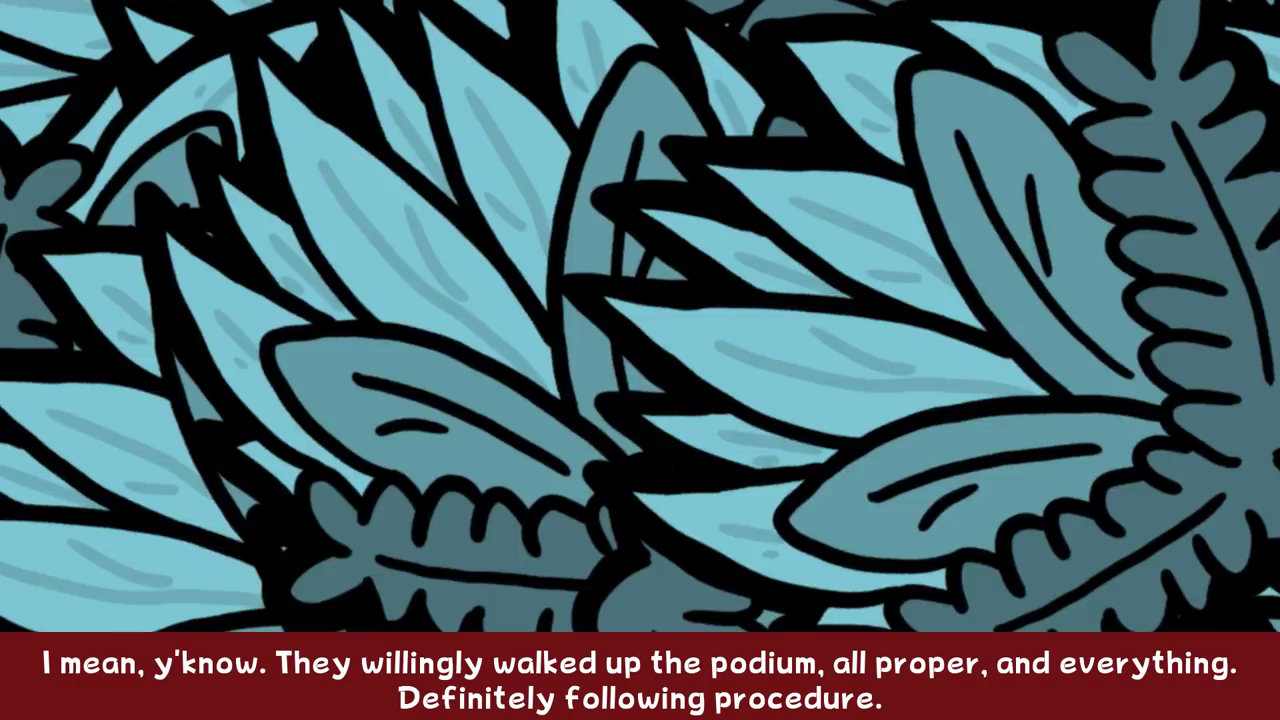 I mean, y'know. They willingly walked up the podium, all proper, and everything.
Definitely following procedure.